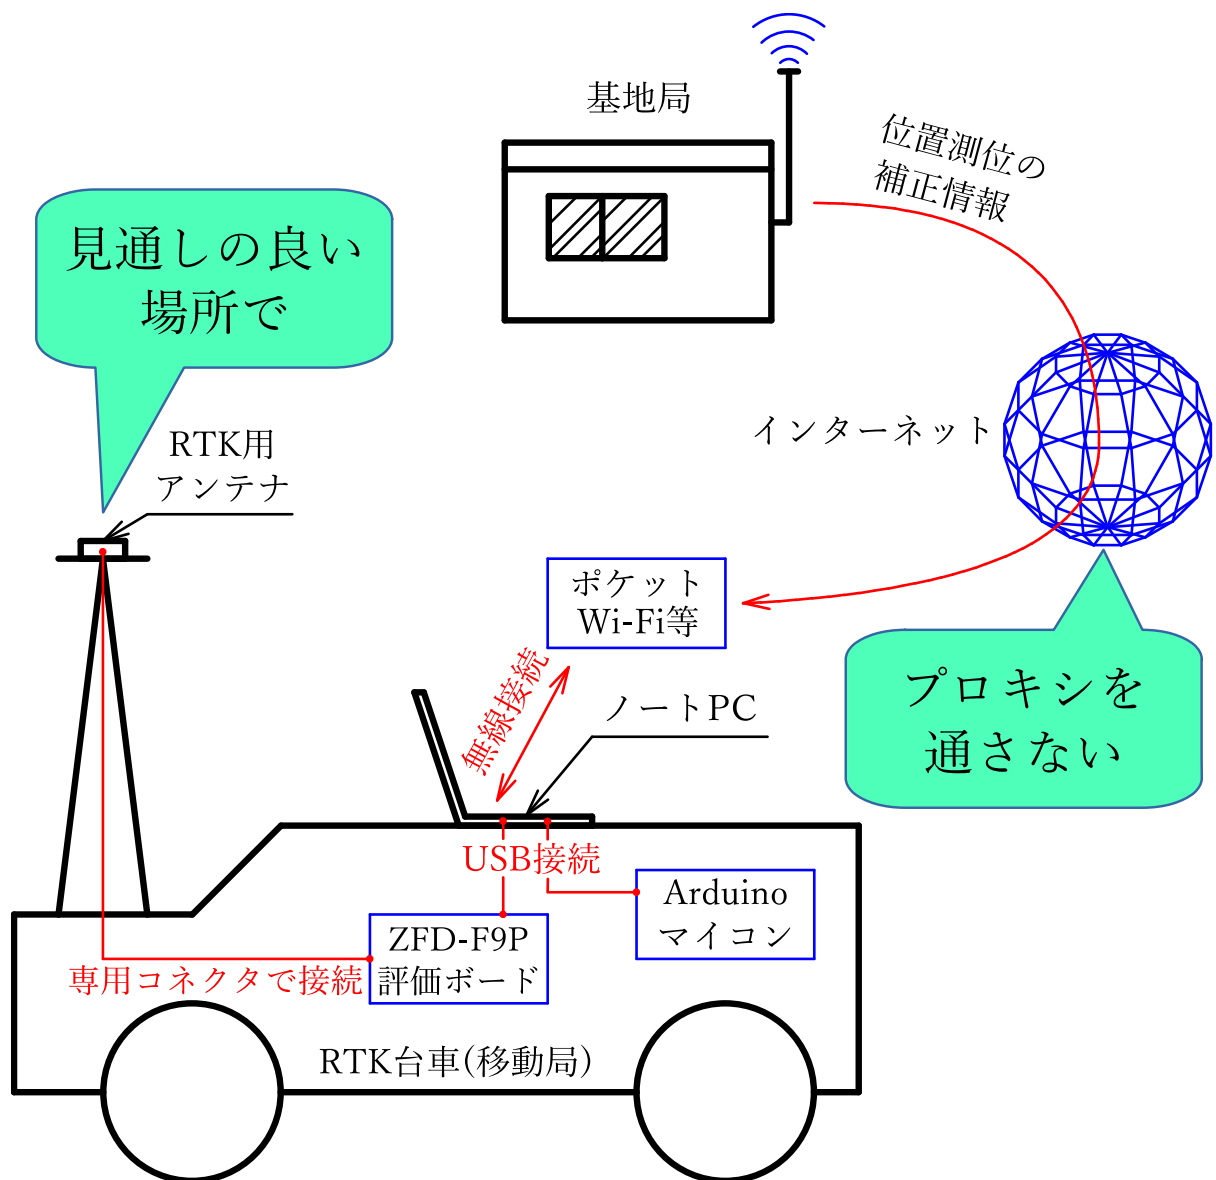 基地局
位置測位の
補正情報
見通しの良い
場所で
RTK用
アンテナ
インターネット
ポケット
Wi-Fi等
プロキシを
通さない
無線接続
ノートPC
USB接続
Arduino
マイコン
ZFD-F9P
評価ボード
専用コネクタで接続
RTK台車(移動局)